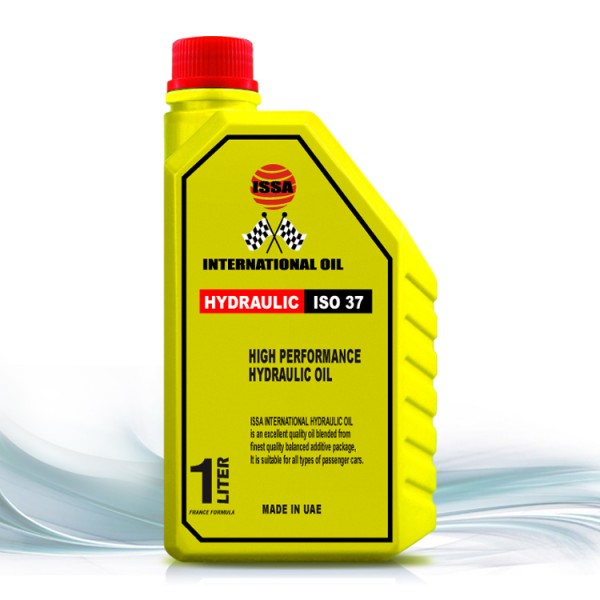 ISSA
INTERNATIONAL OIL
HYDRAULIC ISO 37
HIGH PERFORMANCE
HYDRAULIC OIL
ISSA INTERNATIONAL HYDRAULIC OIL
is an excellent quality oil blended from
finest quality balanced additive package,
It is suitable for all types of passenger cars.
1 LITER
FRANCE FORMULA
MADE IN UAE